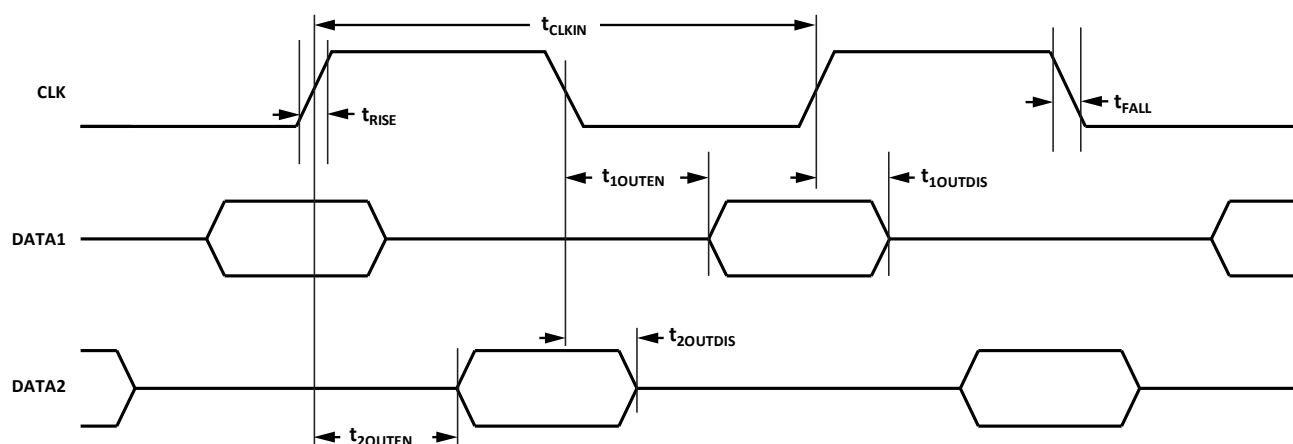 tCLKIN
CLK
tRISE
tFALL
t1OUTEN
t1OUTDIS
DATA1
t2OUTDIS
DATA2
t2OUTEN